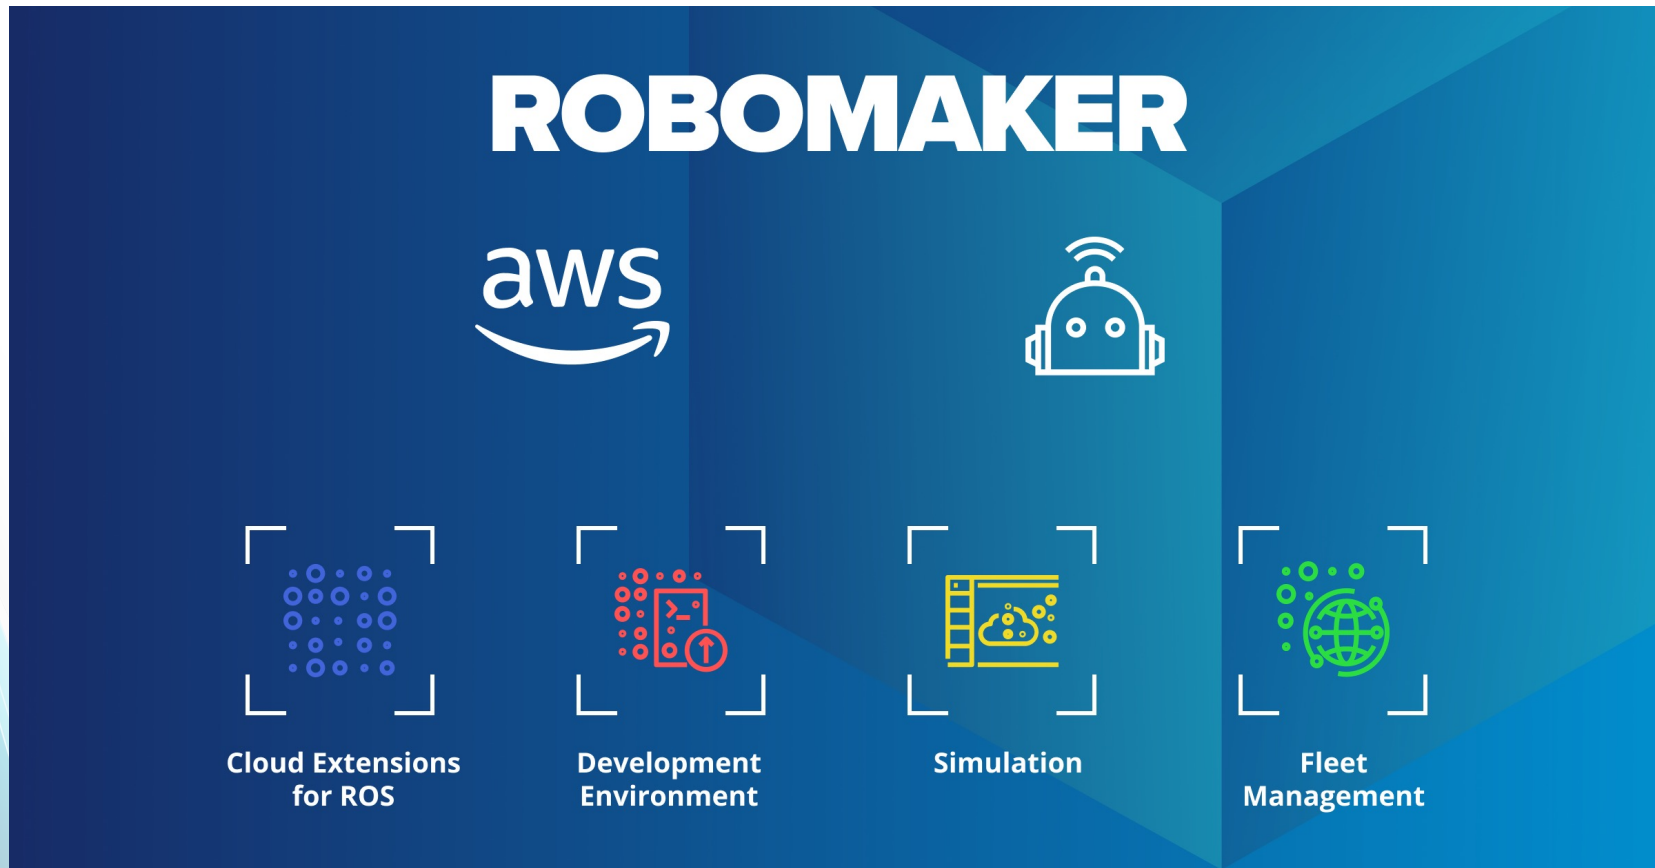 ROBOMAKER
aws
Cloud Extensions
for ROS
Development
Environment
Simulation
Fleet
Management